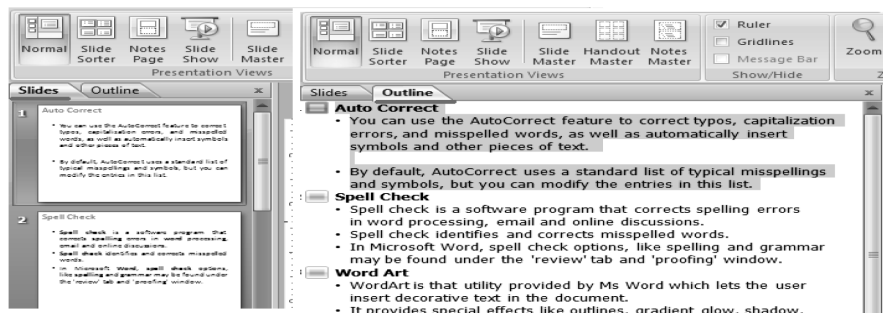 Normal Slide Sorter Notes Page Slide Show Slide Master
Presentation Views
Slides Outline x
1 Auto Correct
• You can use the AutoCorrect feature to correct typos, capitalization errors, and misspelled words, as well as automatically insert symbols and other pieces of text.
• By default, AutoCorrect uses a standard list of typical misspellings and symbols, but you can modify the entries in this list.
2 Spell Check
• Spell check is a software program that corrects spelling errors in word processing, email and online discussions.
• Spell check identifies and corrects misspelled words.
• In Microsoft Word, spell check options, like spelling and grammar may be found under the 'review' tab and 'proofing' window.
Normal Slide Sorter Notes Page Slide Show Slide Master Handout Master Notes Master
Presentation Views
Ruler
Gridlines
Message Bar
Show/Hide
Zoom
Slides Outline x
Auto Correct
• You can use the AutoCorrect feature to correct typos, capitalization
errors, and misspelled words, as well as automatically insert
symbols and other pieces of text.
• By default, AutoCorrect uses a standard list of typical misspellings
and symbols, but you can modify the entries in this list.
Spell Check
• Spell check is a software program that corrects spelling errors
in word processing, email and online discussions.
• Spell check identifies and corrects misspelled words.
• In Microsoft Word, spell check options, like spelling and grammar
may be found under the 'review' tab and 'proofing' window.
Word Art
• WordArt is that utility provided by Ms Word which lets the user
insert decorative text in the document.
• It provides special effects like outlines, gradient glow, shadow,